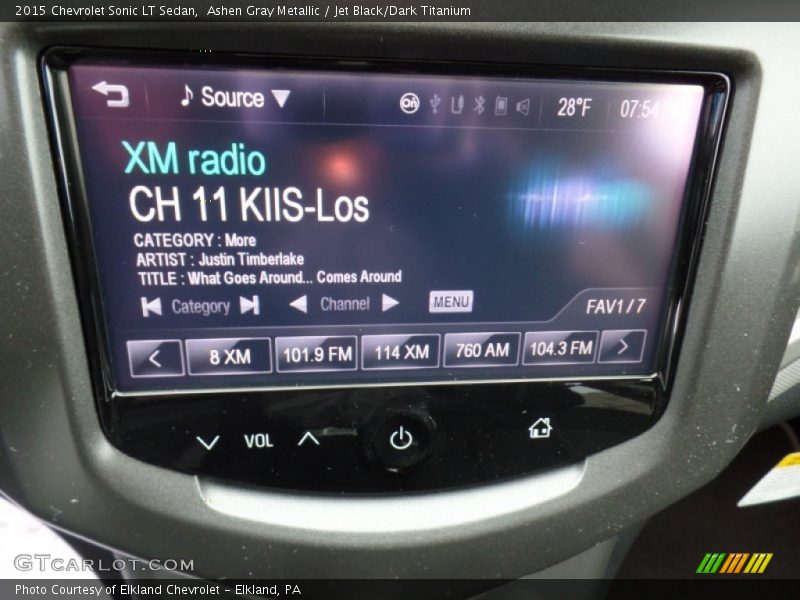 2015 Chevrolet Sonic LT Sedan, Ashen Gray Metallic / Jet Black/Dark Titanium
Source 28°F 07:54
XM radio
CH 11 KIIS-Los
CATEGORY : More
ARTIST : Justin Timberlake
TITLE : What Goes Around... Comes Around
Category Channel MENU FAV1/7
< 8 XM 101.9 FM 114 XM 760 AM 104.3 FM >
VOL
GTCARLOT.COM
Photo Courtesy of Elkland Chevrolet - Elkland, PA